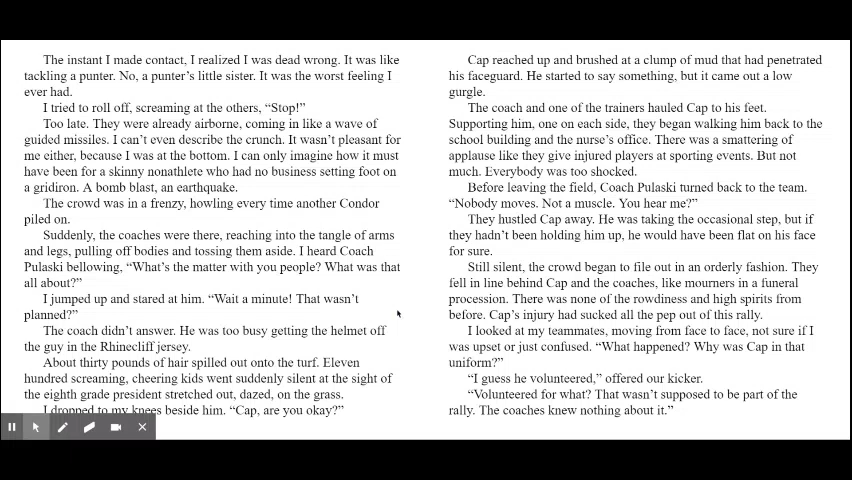 The instant I made contact, I realized I was dead wrong. It was like
tackling a punter. No, a punter’s little sister. It was the worst feeling I
ever had.
I tried to roll off, screaming at the others, “Stop!”
Too late. They were already airborne, coming in like a wave of
guided missiles. I can’t even describe the crunch. It wasn’t pleasant for
me either, because I was at the bottom. I can only imagine how it must
have been for a skinny nonathlete who had no business setting foot on
a gridiron. A bomb blast, an earthquake.
The crowd was in a frenzy, howling every time another Condor
piled on.
Suddenly, the coaches were there, reaching into the tangle of arms
and legs, pulling off bodies and tossing them aside. I heard Coach
Pulaski bellowing, “What’s the matter with you people? What was that
all about?”
I jumped up and stared at him. “Wait a minute! That wasn’t
planned?”
The coach didn’t answer. He was too busy getting the helmet off
the guy in the Rhinecliff jersey.
About thirty pounds of hair spilled out onto the turf. Eleven
hundred screaming, cheering kids went suddenly silent at the sight of
the eighth grade president stretched out, dazed, on the grass.
I dropped to my knees beside him. “Cap, are you okay?”
Cap reached up and brushed at a clump of mud that had penetrated
his faceguard. He started to say something, but it came out a low
gurgle.
The coach and one of the trainers hauled Cap to his feet.
Supporting him, one on each side, they began walking him back to the
school building and the nurse’s office. There was a smattering of
applause like they give injured players at sporting events. But not
much. Everybody was too shocked.
Before leaving the field, Coach Pulaski turned back to the team.
“Nobody moves. Not a muscle. You hear me?”
They hustled Cap away. He was taking the occasional step, but if
they hadn’t been holding him up, he would have been flat on his face
for sure.
Still silent, the crowd began to file out in an orderly fashion. They
fell in line behind Cap and the coaches, like mourners in a funeral
procession. There was none of the rowdiness and high spirits from
before. Cap’s injury had sucked all the pep out of this rally.
I looked at my teammates, moving from face to face, not sure if I
was upset or just confused. “What happened? Why was Cap in that
uniform?”
“I guess he volunteered,” offered our kicker.
“Volunteered for what? That wasn’t supposed to be part of the
rally. The coaches knew nothing about it.”